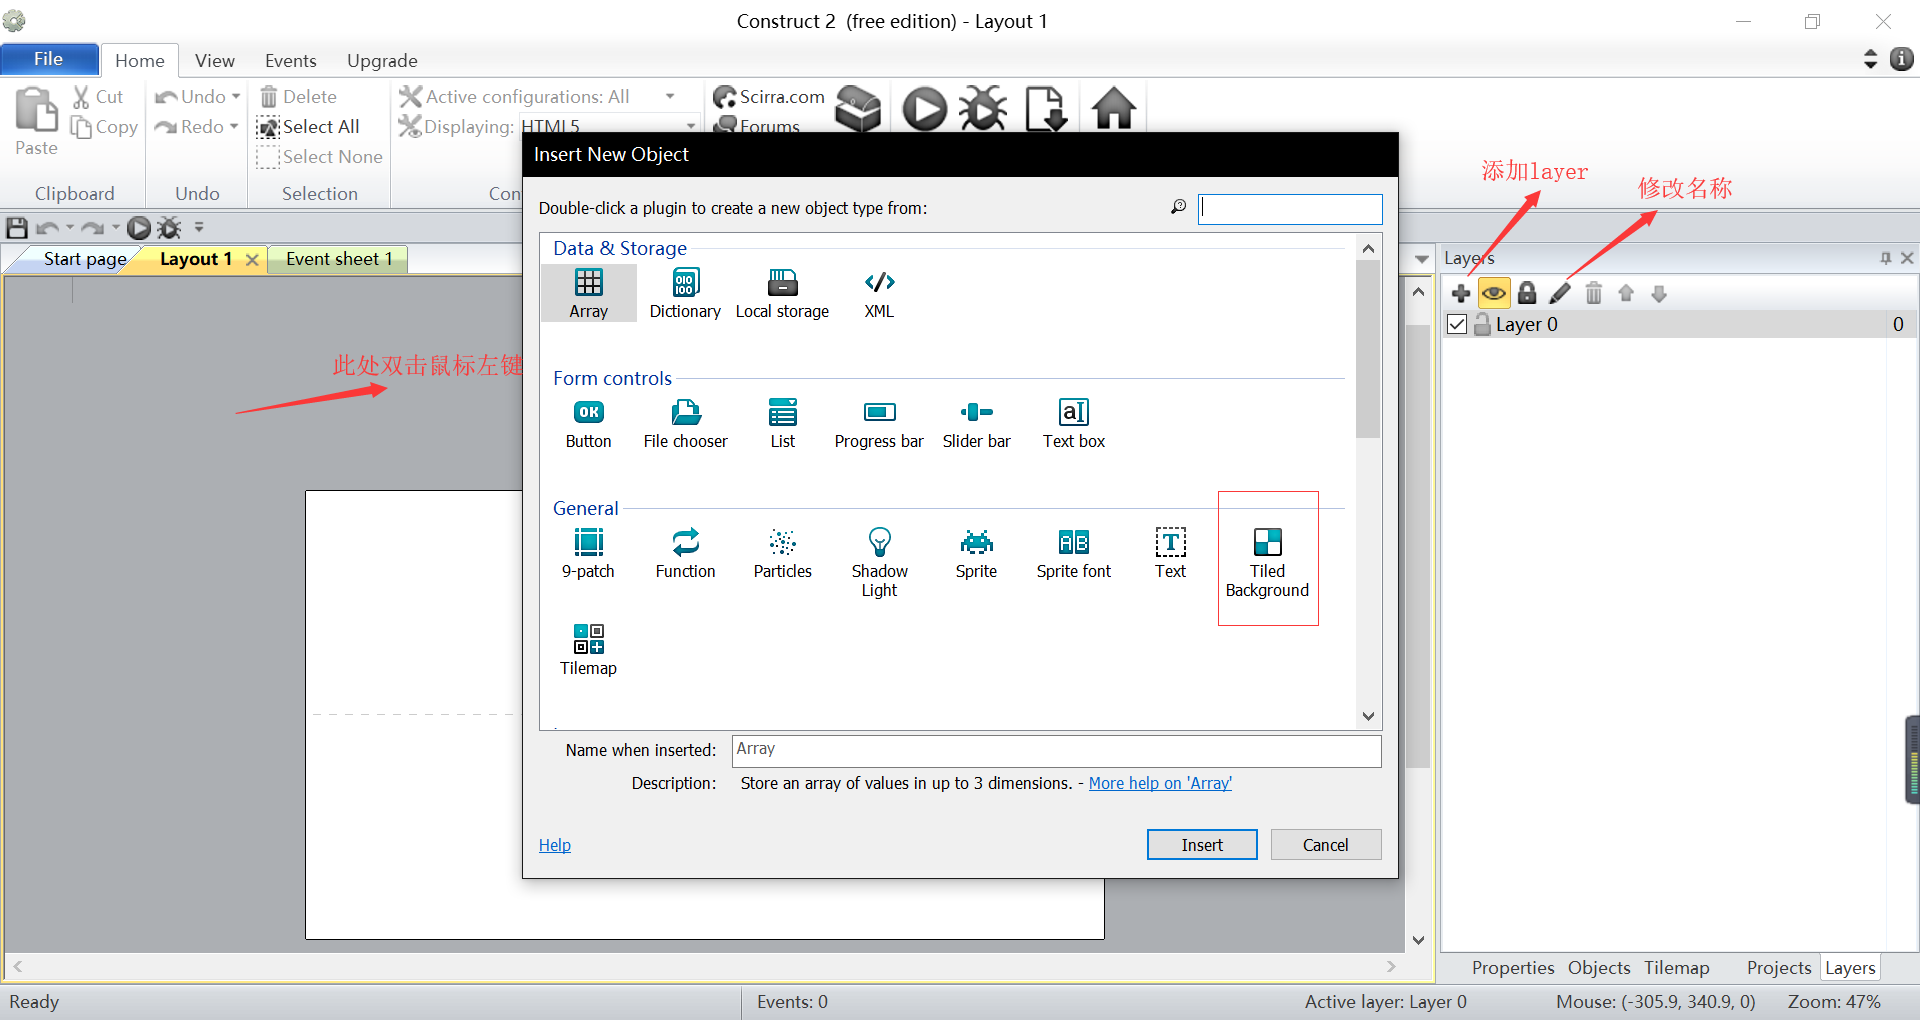 Construct 2  (free edition) - Layout 1
File
Home
View
Events
Upgrade
Paste
Cut
Copy
Clipboard
Undo
Redo
Undo
Delete
Select All
Select None
Selection
Active configurations: All
Displaying: HTML5
Con
Scirra.com
Forums
添加layer
修改名称
Start page
Layout 1
Event sheet 1
此处双击鼠标左键
Insert New Object
Double-click a plugin to create a new object type from:
Data & Storage
Array
Dictionary
Local storage
XML
Form controls
Button
File chooser
List
Progress bar
Slider bar
Text box
General
9-patch
Function
Particles
Shadow
Light
Sprite
Sprite font
Text
Tiled
Background
Tilemap
Name when inserted: Array
Description: Store an array of values in up to 3 dimensions. - More help on 'Array'
Help
Insert
Cancel
Layers
Layer 0
0
Properties
Objects
Tilemap
Projects
Layers
Ready
Events: 0
Active layer: Layer 0
Mouse: (-305.9, 340.9, 0)
Zoom: 47%